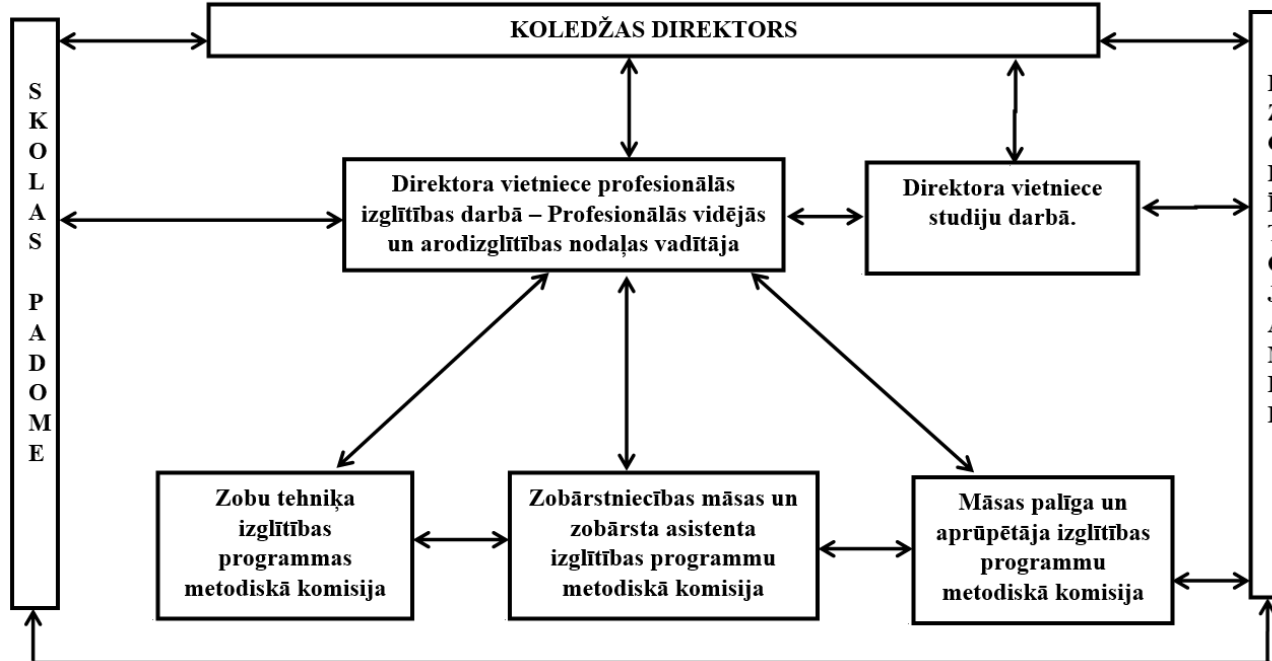 KOLEDŽAS DIREKTORS
SKOLAS PADOME
Direktora vietniece profesionālās
izglītības darbā – Profesionālās vidējās
un arodizglītības nodaļas vadītāja
Direktora vietniece
studiju darbā.
Zobu tehniķa
izglītības
programmas
metodiskā komisija
Zobārstniecības māsas un
zobārsta asistenta
izglītības programmu
metodiskā komisija
Māsas palīga un
aprūpētāja izglītības
programmu
metodiskā komisija